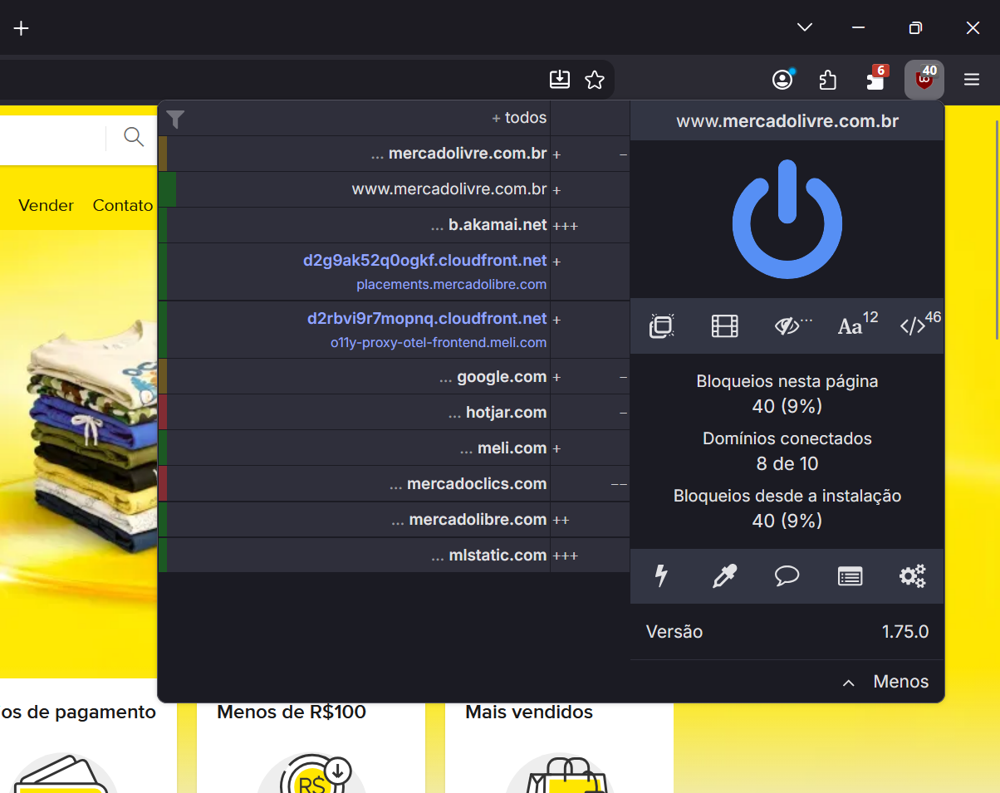 6
40
+ todos
www.mercadolivre.com.br
... mercadolivre.com.br + –
Vender Contato
www.mercadolivre.com.br +
... b.akamai.net +++
d2g9ak52q0ogkf.cloudfront.net +
placements.mercadolibre.com
d2rbvi9r7mopnq.cloudfront.net +
o11y-proxy-otel-frontend.meli.com
... google.com + –
... hotjar.com –
... meli.com +
... mercadoclics.com ––
... mercadolibre.com ++
... mlstatic.com +++
... Aa 12 </> 46
Bloqueios nesta página
40 (9%)
Domínios conectados
8 de 10
Bloqueios desde a instalação
40 (9%)
Versão 1.75.0
Menos
os de pagamento
Menos de R$100
Mais vendidos
R$